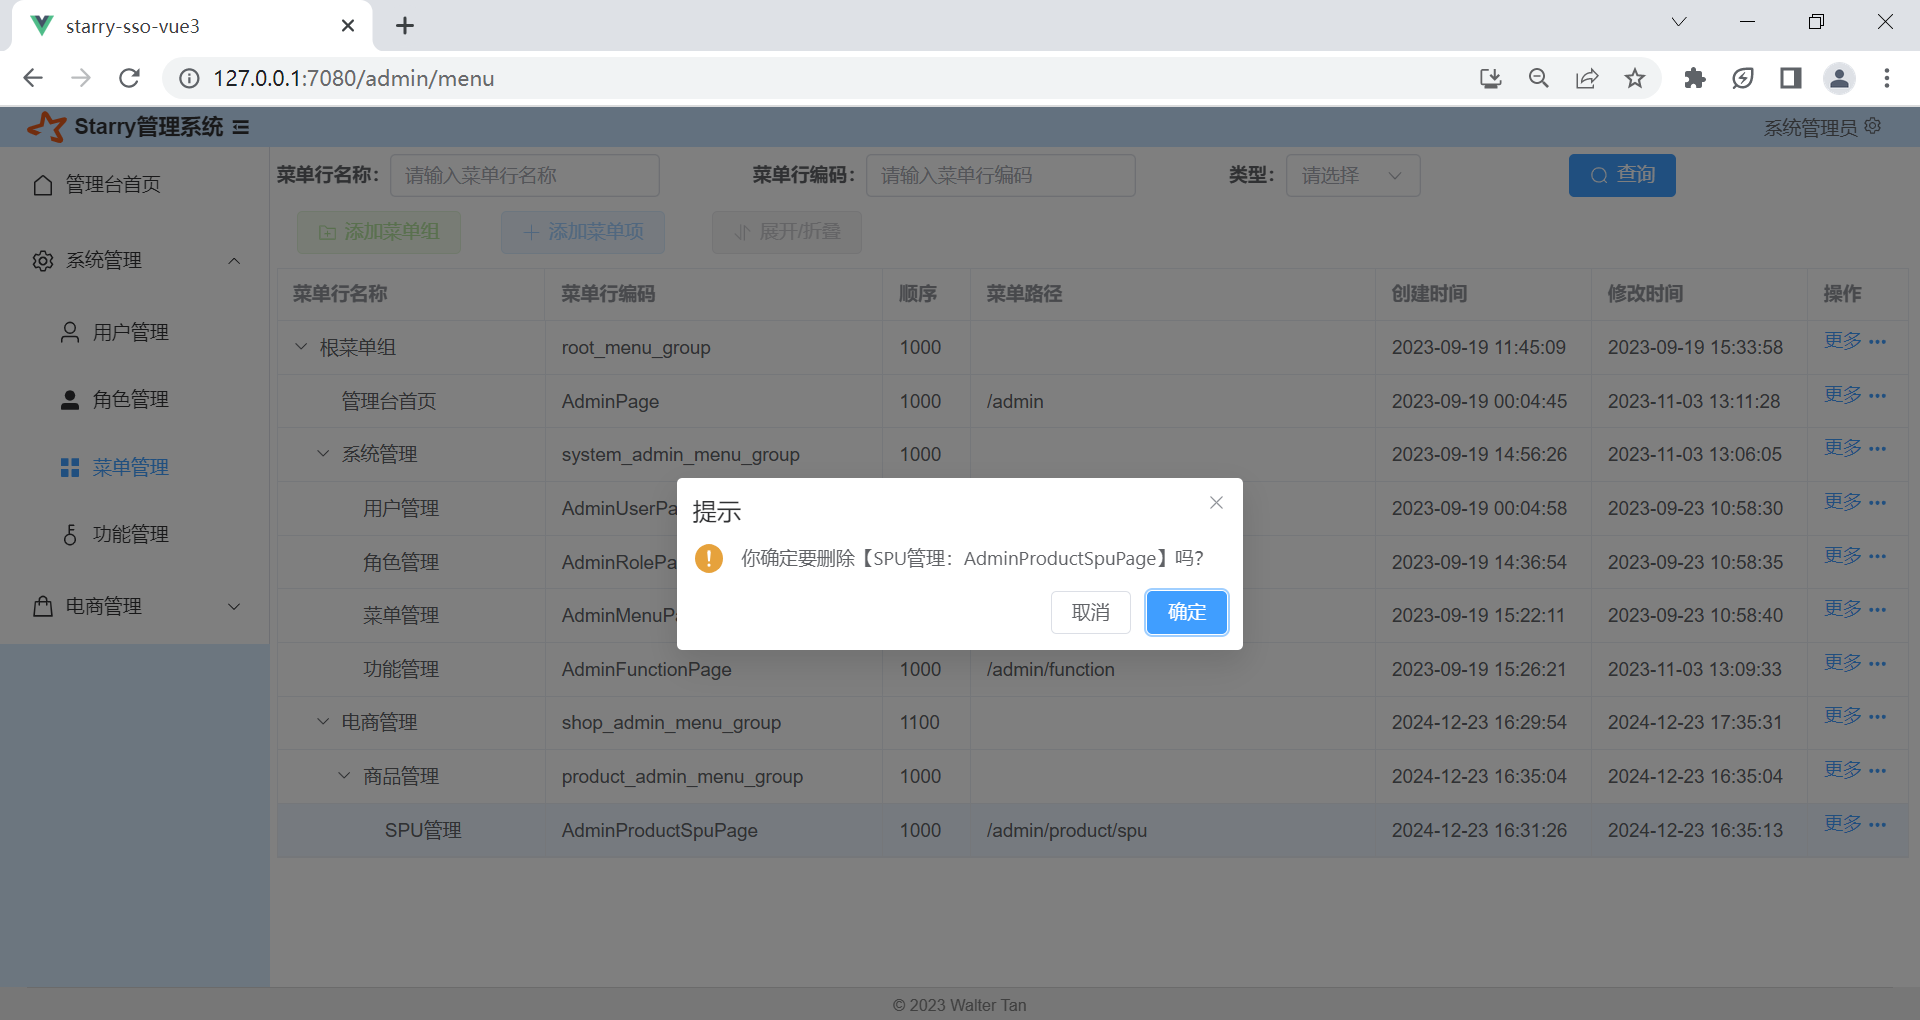 starry-sso-vue3
127.0.0.1:7080/admin/menu
Starry管理系统
系统管理员
管理台首页
系统管理
用户管理
角色管理
菜单管理
功能管理
电商管理
菜单行名称： 请输入菜单行名称 菜单行编码： 请输入菜单行编码 类型： 请选择 查询
添加菜单组 添加菜单项 展开/折叠
菜单行名称 菜单行编码 顺序 菜单路径 创建时间 修改时间 操作
根菜单组 root_menu_group 1000 2023-09-19 11:45:09 2023-09-19 15:33:58 更多
管理台首页 AdminPage 1000 /admin 2023-09-19 00:04:45 2023-11-03 13:11:28 更多
系统管理 system_admin_menu_group 1000 2023-09-19 14:56:26 2023-11-03 13:06:05 更多
用户管理 AdminUserPa 2023-09-19 00:04:58 2023-09-23 10:58:30 更多
角色管理 AdminRolePa 2023-09-19 14:36:54 2023-09-23 10:58:35 更多
菜单管理 AdminMenuP 2023-09-19 15:22:11 2023-09-23 10:58:40 更多
功能管理 AdminFunctionPage 1000 /admin/function 2023-09-19 15:26:21 2023-11-03 13:09:33 更多
电商管理 shop_admin_menu_group 1100 2024-12-23 16:29:54 2024-12-23 17:35:31 更多
商品管理 product_admin_menu_group 1000 2024-12-23 16:35:04 2024-12-23 16:35:04 更多
SPU管理 AdminProductSpuPage 1000 /admin/product/spu 2024-12-23 16:31:26 2024-12-23 16:35:13 更多
提示
你确定要删除【SPU管理：AdminProductSpuPage】吗?
取消 确定
© 2023 Walter Tan